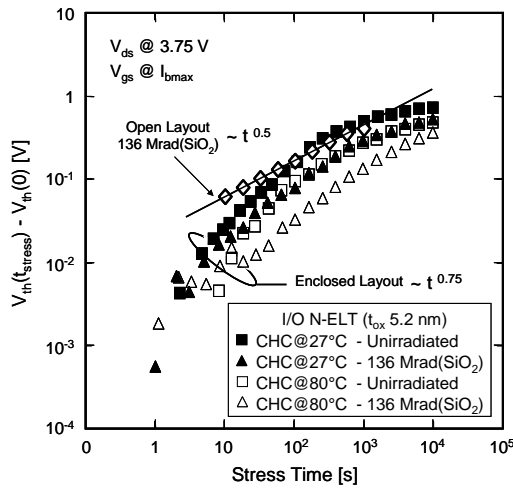 V_ds @ 3.75 V
V_gs @ I_bmax
Open Layout
136 Mrad(SiO₂) ~ t^0.5
Enclosed Layout ~ t^0.75
I/O N-ELT (t_ox 5.2 nm)
CHC@27°C - Unirradiated
CHC@27°C - 136 Mrad(SiO₂)
CHC@80°C - Unirradiated
CHC@80°C - 136 Mrad(SiO₂)
10^1
1
10^-1
10^-2
10^-3
10^-4
V_th(t_stress) - V_th(0) [V]
0 1 10 10^2 10^3 10^4 10^5
Stress Time [s]